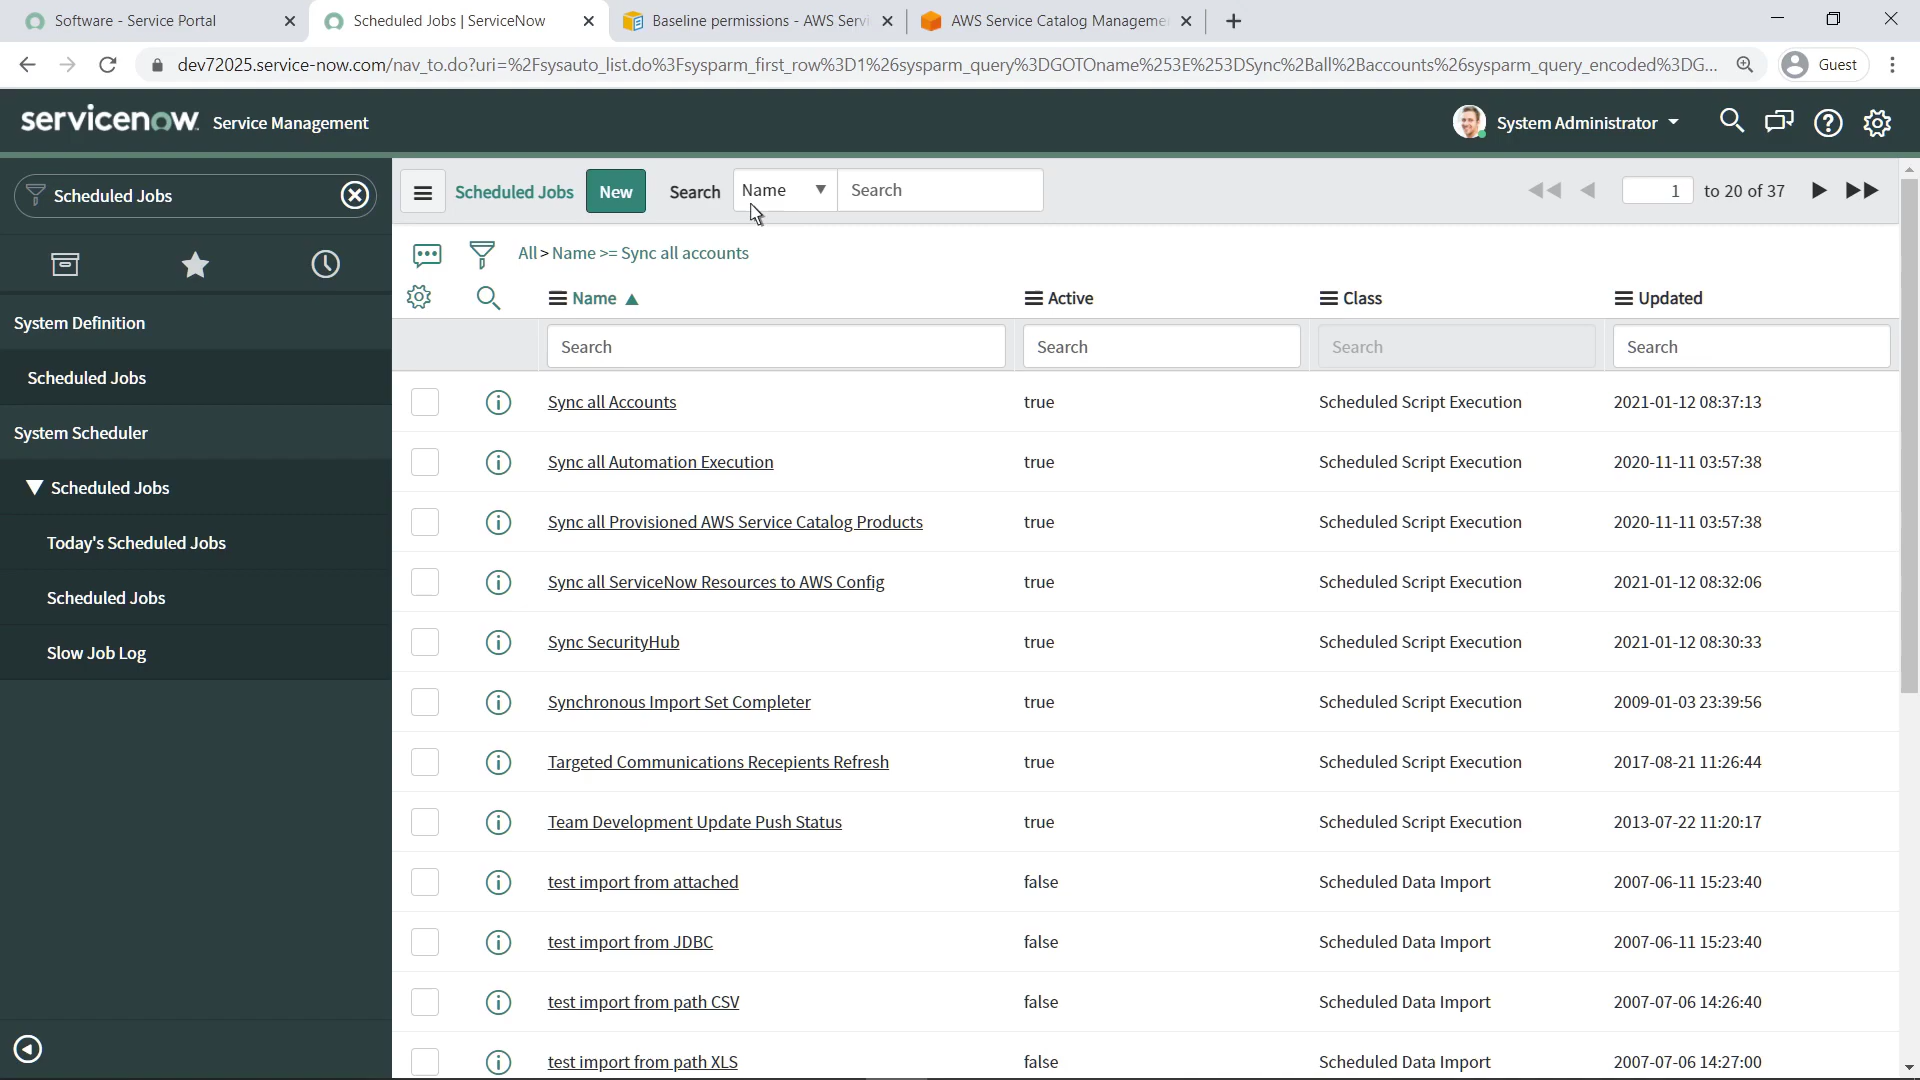 Software - Service Portal
Scheduled Jobs | ServiceNow
Baseline permissions - AWS Servi
AWS Service Catalog Manageme
dev72025.service-now.com/nav_to.do?uri=%2Fsysauto_list.do%3Fsysparm_first_row%3D1%26sysparm_query%3DGOTOname%253E%253DSync%2Ball%2Baccounts%26sysparm_query_encoded%3DG...
Guest
servicenow Service Management
System Administrator
Scheduled Jobs
Scheduled Jobs
New
Search
Name
Search
1 to 20 of 37
All > Name >= Sync all accounts
System Definition
Scheduled Jobs
System Scheduler
Scheduled Jobs
Today's Scheduled Jobs
Scheduled Jobs
Slow Job Log
Name Active Class Updated
Search Search Search Search
Sync all Accounts true Scheduled Script Execution 2021-01-12 08:37:13
Sync all Automation Execution true Scheduled Script Execution 2020-11-11 03:57:38
Sync all Provisioned AWS Service Catalog Products true Scheduled Script Execution 2020-11-11 03:57:38
Sync all ServiceNow Resources to AWS Config true Scheduled Script Execution 2021-01-12 08:32:06
Sync SecurityHub true Scheduled Script Execution 2021-01-12 08:30:33
Synchronous Import Set Completer true Scheduled Script Execution 2009-01-03 23:39:56
Targeted Communications Recepients Refresh true Scheduled Script Execution 2017-08-21 11:26:44
Team Development Update Push Status true Scheduled Script Execution 2013-07-22 11:20:17
test import from attached false Scheduled Data Import 2007-06-11 15:23:40
test import from JDBC false Scheduled Data Import 2007-06-11 15:23:40
test import from path CSV false Scheduled Data Import 2007-07-06 14:26:40
test import from path XLS false Scheduled Data Import 2007-07-06 14:27:00